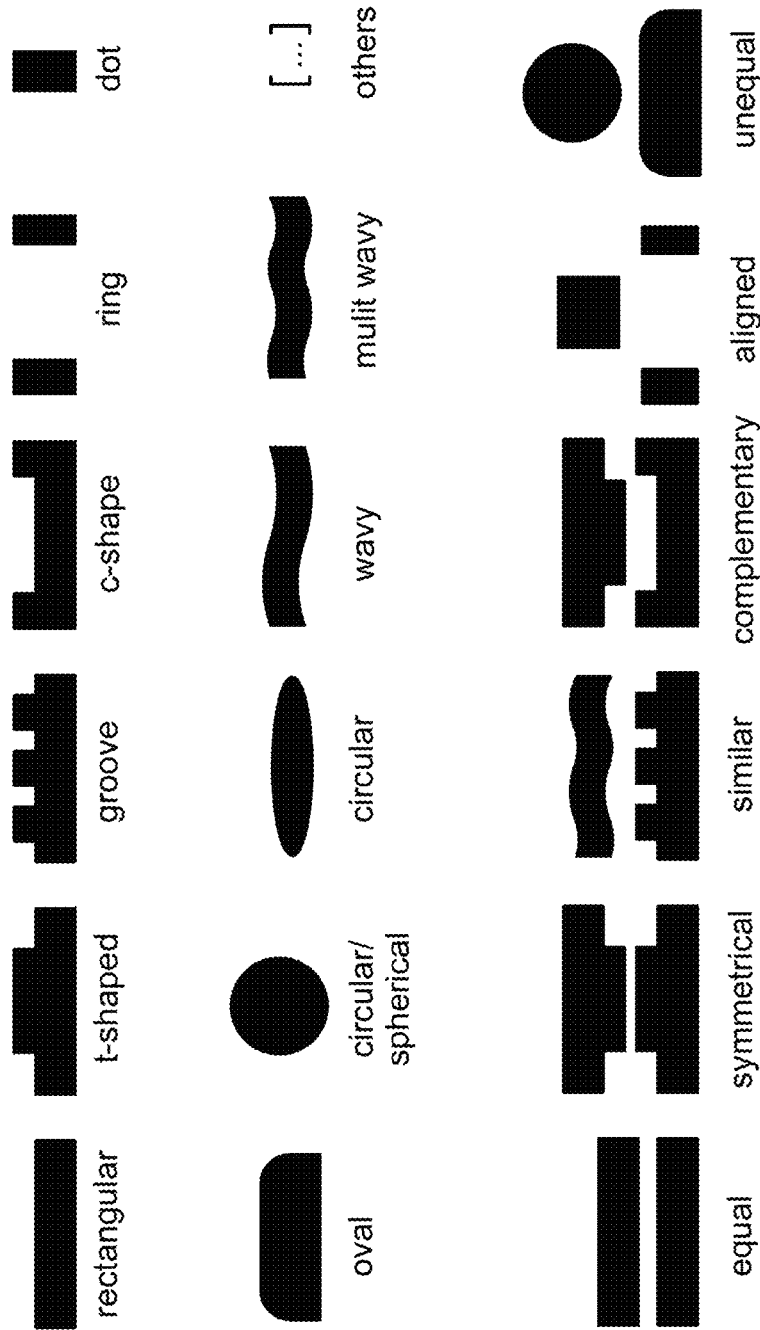 rectangular
t-shaped
groove
c-shape
ring
dot
oval
circular/
spherical
circular
wavy
mulit wavy
[...]
others
equal
symmetrical
similar
complementary
aligned
unequal